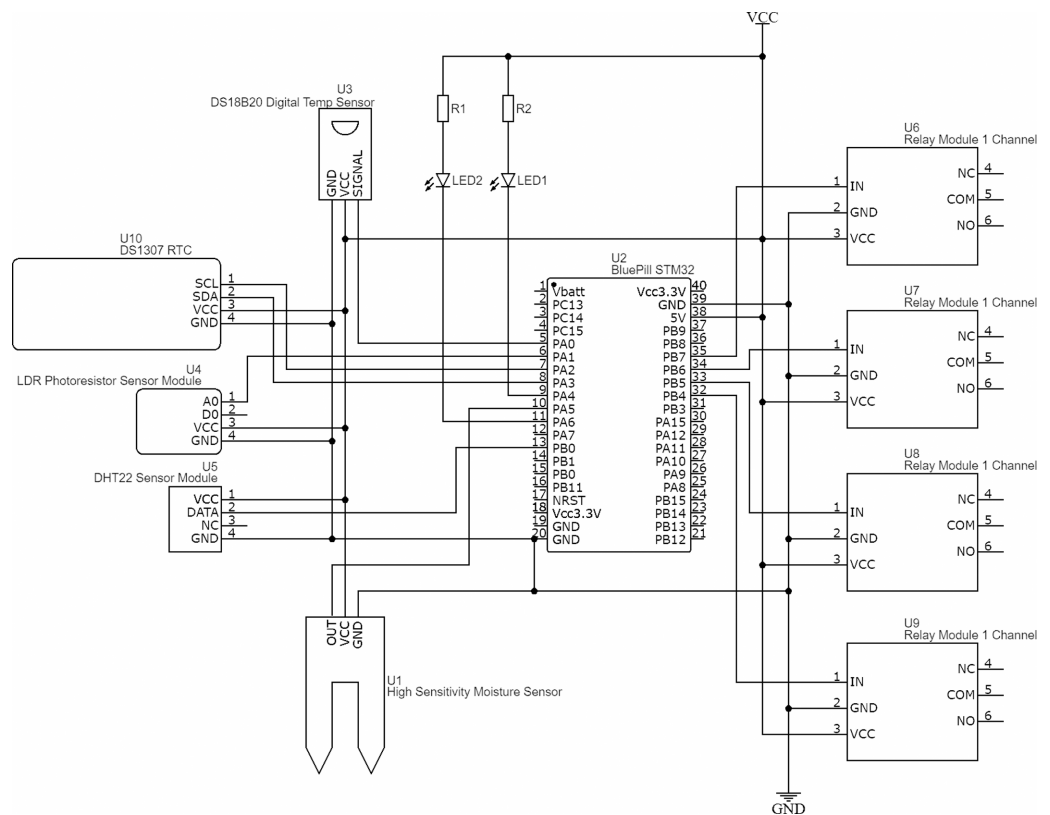 VCC
U3
DS18B20 Digital Temp Sensor
GND
VCC
SIGNAL
R1
R2
LED2
LED1
U10
DS1307 RTC
SCL 1
SDA 2
VCC 3
GND 4
U4
LDR Photoresistor Sensor Module
A0 1
D0 2
VCC 3
GND 4
U5
DHT22 Sensor Module
VCC 1
DATA 2
NC 3
GND 4
U2
BluePill STM32
1 Vbatt
2 PC13
3 PC14
4 PC15
5 PA0
6 PA1
7 PA2
8 PA3
9 PA4
10 PA5
11 PA6
12 PA7
13 PB0
14 PB1
15 PB0
16 PB11
17 NRST
18 Vcc3.3V
19 GND
20 GND
Vcc3.3V 40
GND 39
5V 38
PB9 37
PB8 36
PB7 35
PB6 34
PB5 33
PB4 32
PB3 31
PA15 30
PA12 29
PA11 28
PA10 27
PA9 26
PA8 25
PB15 24
PB14 23
PB13 22
PB12 21
OUT
VCC
GND
U1
High Sensitivity Moisture Sensor
U6
Relay Module 1 Channel
1 IN
2 GND
3 VCC
NC 4
COM 5
NO 6
U7
Relay Module 1 Channel
1 IN
2 GND
3 VCC
NC 4
COM 5
NO 6
U8
Relay Module 1 Channel
1 IN
2 GND
3 VCC
NC 4
COM 5
NO 6
U9
Relay Module 1 Channel
1 IN
2 GND
3 VCC
NC 4
COM 5
NO 6
GND